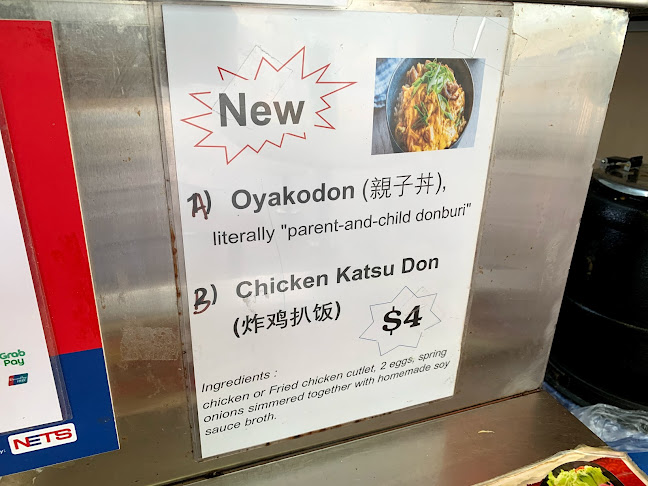 New
A) Oyakodon (親子丼),
literally "parent-and-child donburi"
B) Chicken Katsu Don
(炸鸡扒饭)
$4
Ingredients :
chicken or Fried chicken cutlet, 2 eggs, spring
onions simmered together with homemade soy
sauce broth.
Grab
Pay
y:
NETS